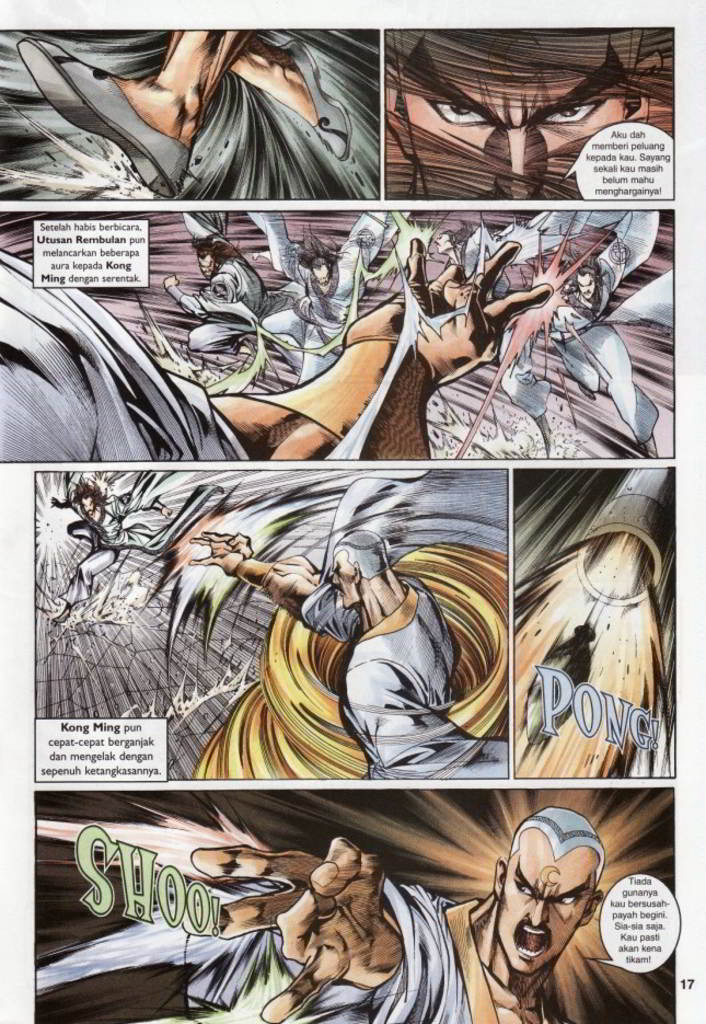 Aku dah
memberi peluang
kepada kau. Sayang
sekali kau masih
belum mahu
menghargainya!
Setelah habis berbicara,
Utusan Rembulan pun
melancarkan beberapa
aura kepada Kong
Ming dengan serentak.
Kong Ming pun
cepat-cepat berganjak
dan mengelak dengan
sepenuh ketangkasannya.
PONG!
SHOO!
Tiada
gunanya
kau bersusah-
payah begini.
Sia-sia saja.
Kau pasti
akan kena
tikam!
17